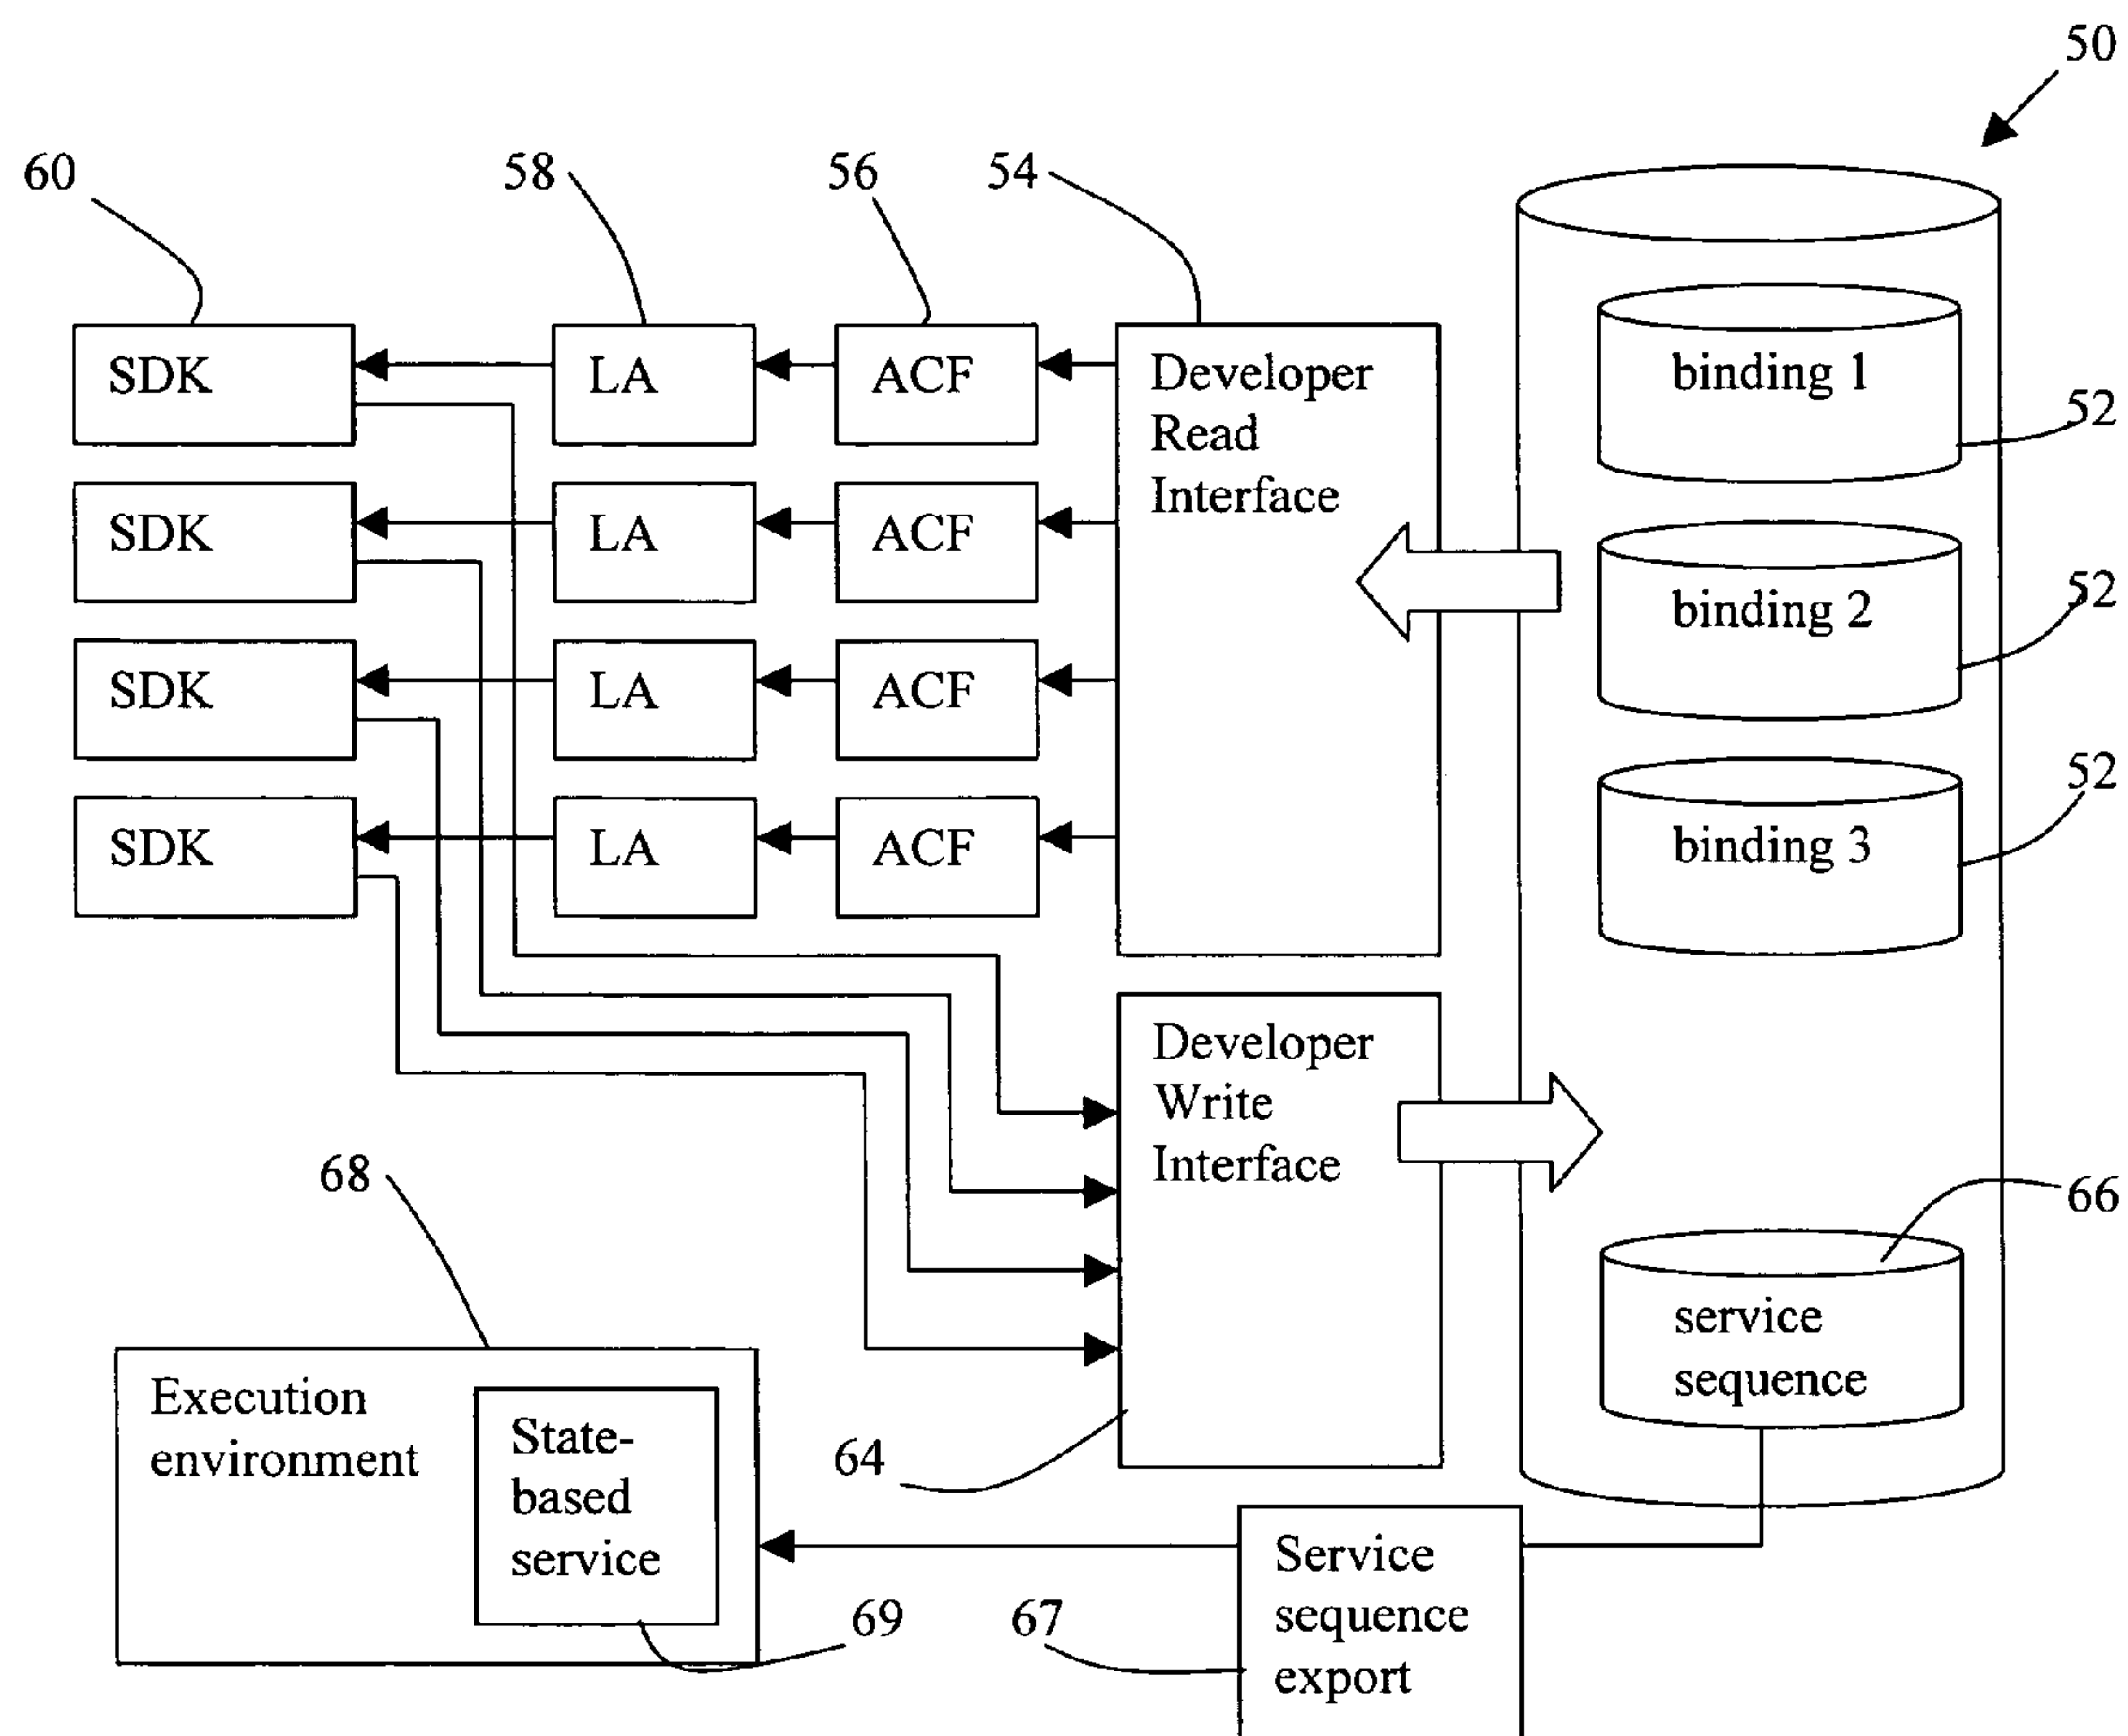 50
60
58
56
54
SDK
LA
ACF
Developer
Read
Interface
binding 1
52
SDK
LA
ACF
binding 2
52
SDK
LA
ACF
52
SDK
LA
ACF
binding 3
Developer
Write
Interface
68
66
service
sequence
Execution
environment
State-
based
service
64
69
67
Service
sequence
export